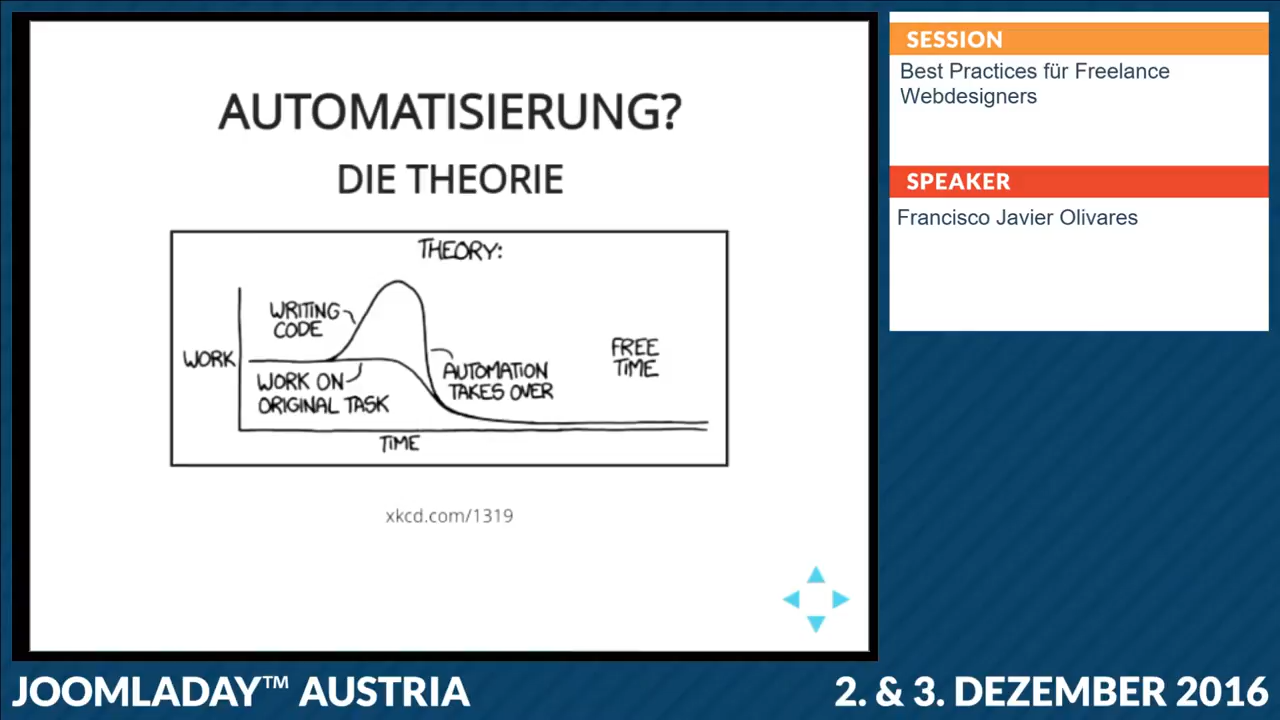 AUTOMATISIERUNG?
DIE THEORIE
THEORY:
WRITING
CODE
WORK
WORK ON
ORIGINAL TASK
AUTOMATION
TAKES OVER
FREE
TIME
TIME
xkcd.com/1319
SESSION
Best Practices für Freelance
Webdesigners
SPEAKER
Francisco Javier Olivares
JOOMLADAY™ AUSTRIA
2. & 3. DEZEMBER 2016